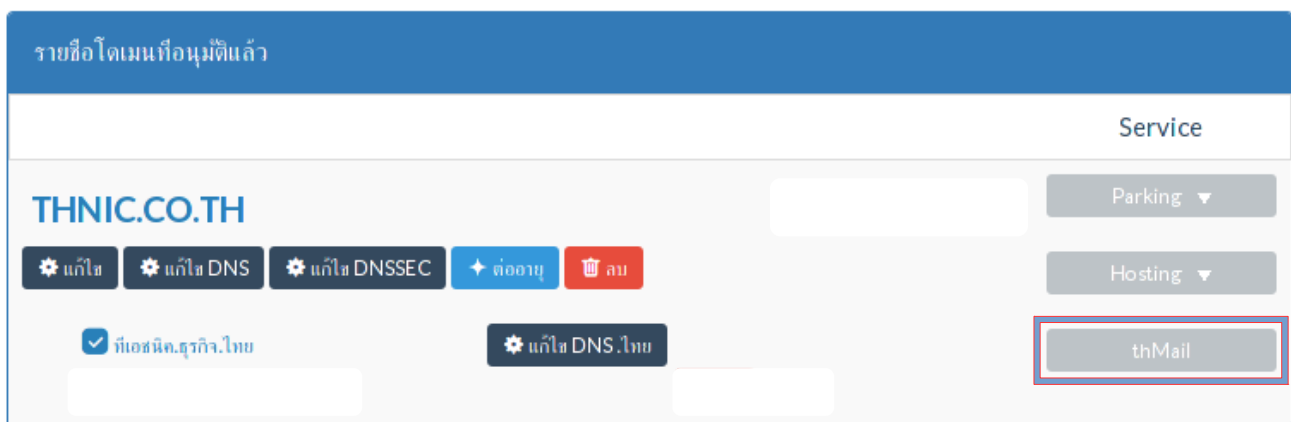 รายชื่อโดเมนที่อนุมัติแล้ว
Service
THNIC.CO.TH
Parking
แก้ไข แก้ไข DNS แก้ไข DNSSEC ต่ออายุ ลบ
Hosting
ทีเอชนิค.ธุรกิจ.ไทย แก้ไข DNS .ไทย
thMail